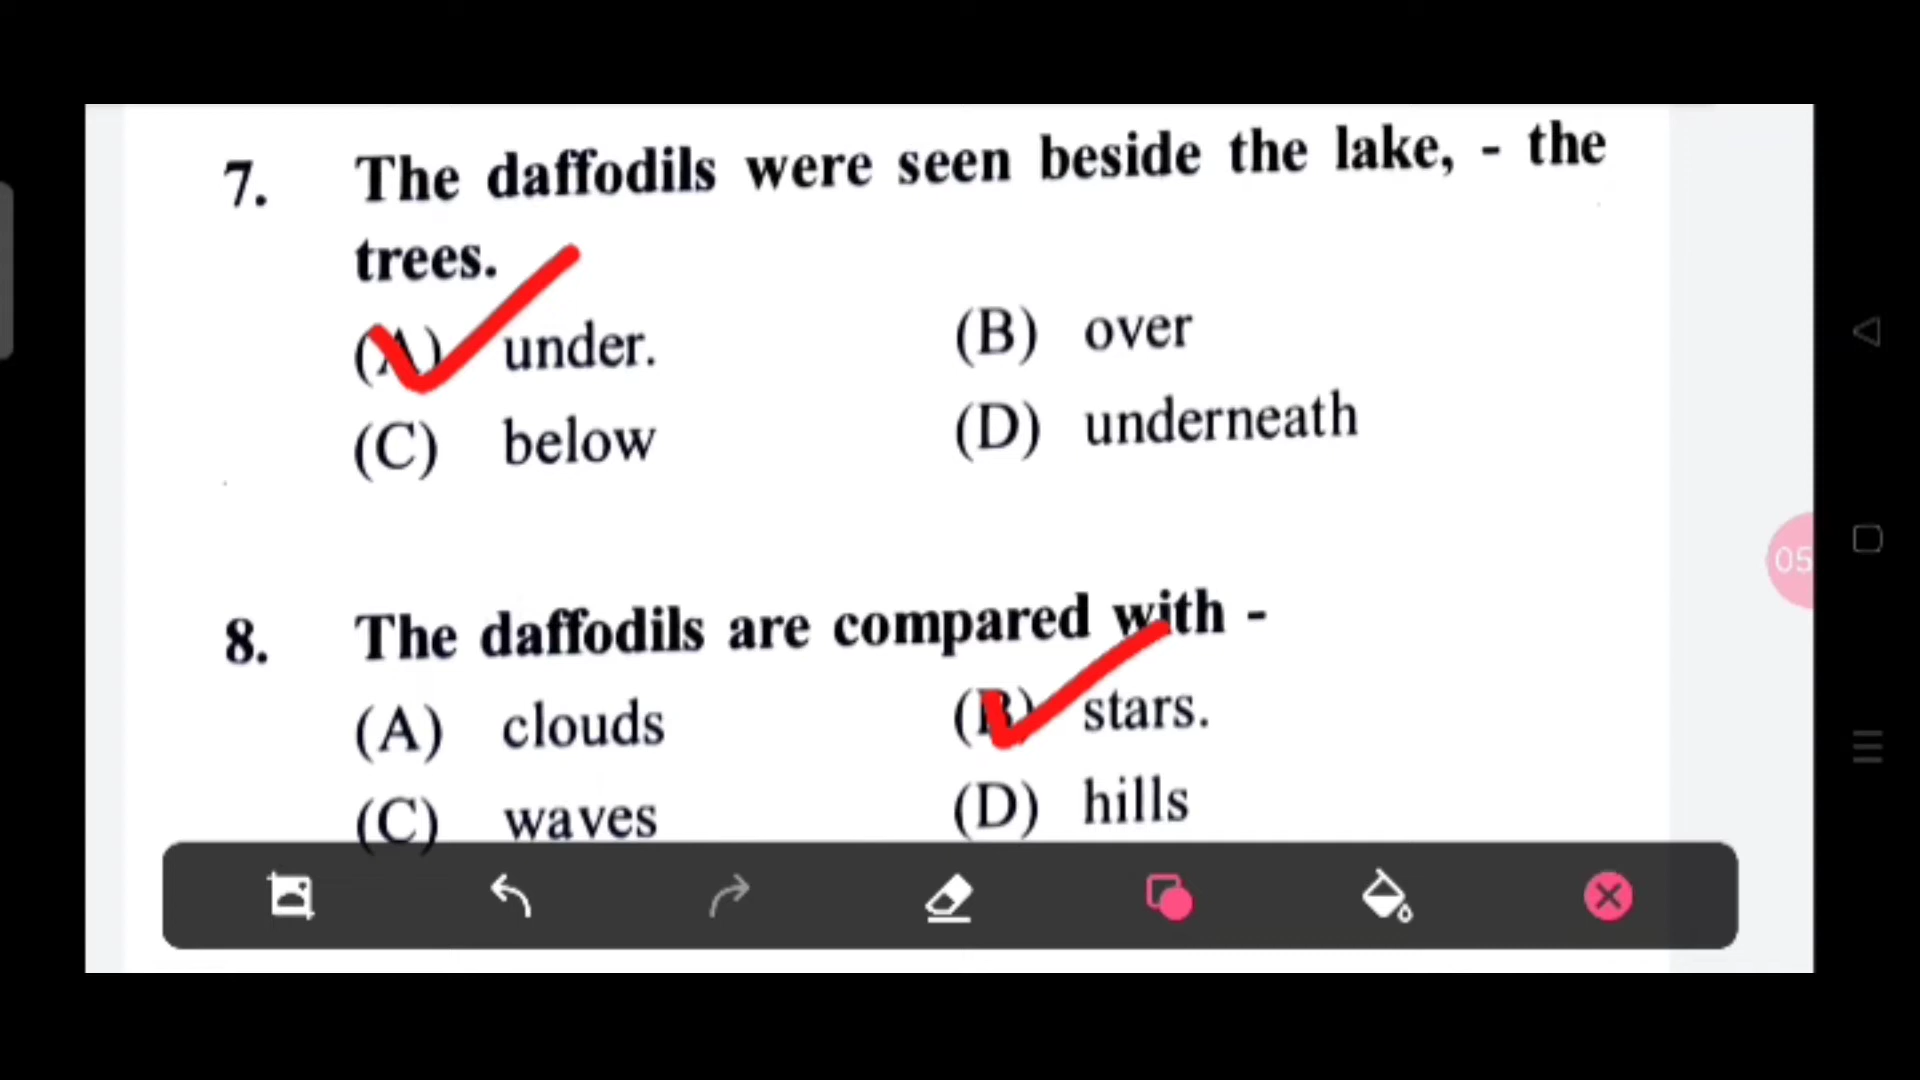 7. The daffodils were seen beside the lake, - the
trees.
(A) under. (B) over
(C) below (D) underneath
8. The daffodils are compared with -
(A) clouds (B) stars.
(C) waves (D) hills
05